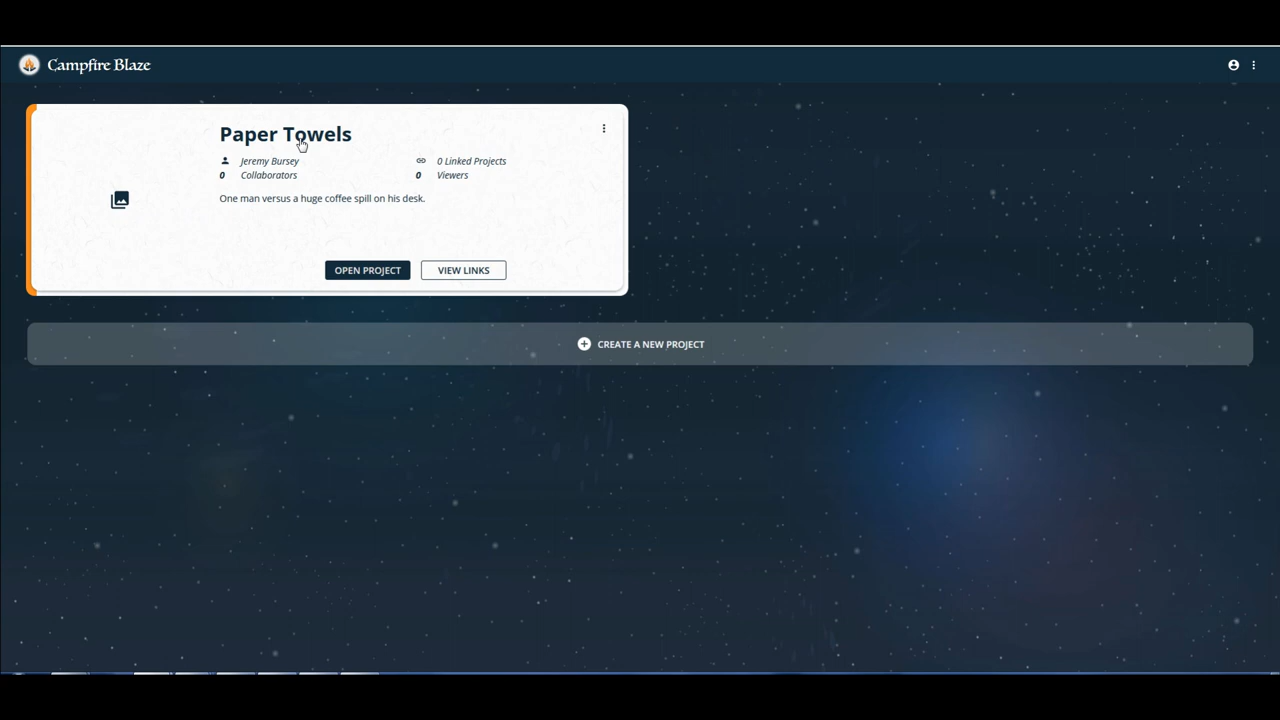 Campfire Blaze
Paper Towels
Jeremy Bursey
0 Linked Projects
0 Collaborators
0 Viewers
One man versus a huge coffee spill on his desk.
OPEN PROJECT
VIEW LINKS
CREATE A NEW PROJECT